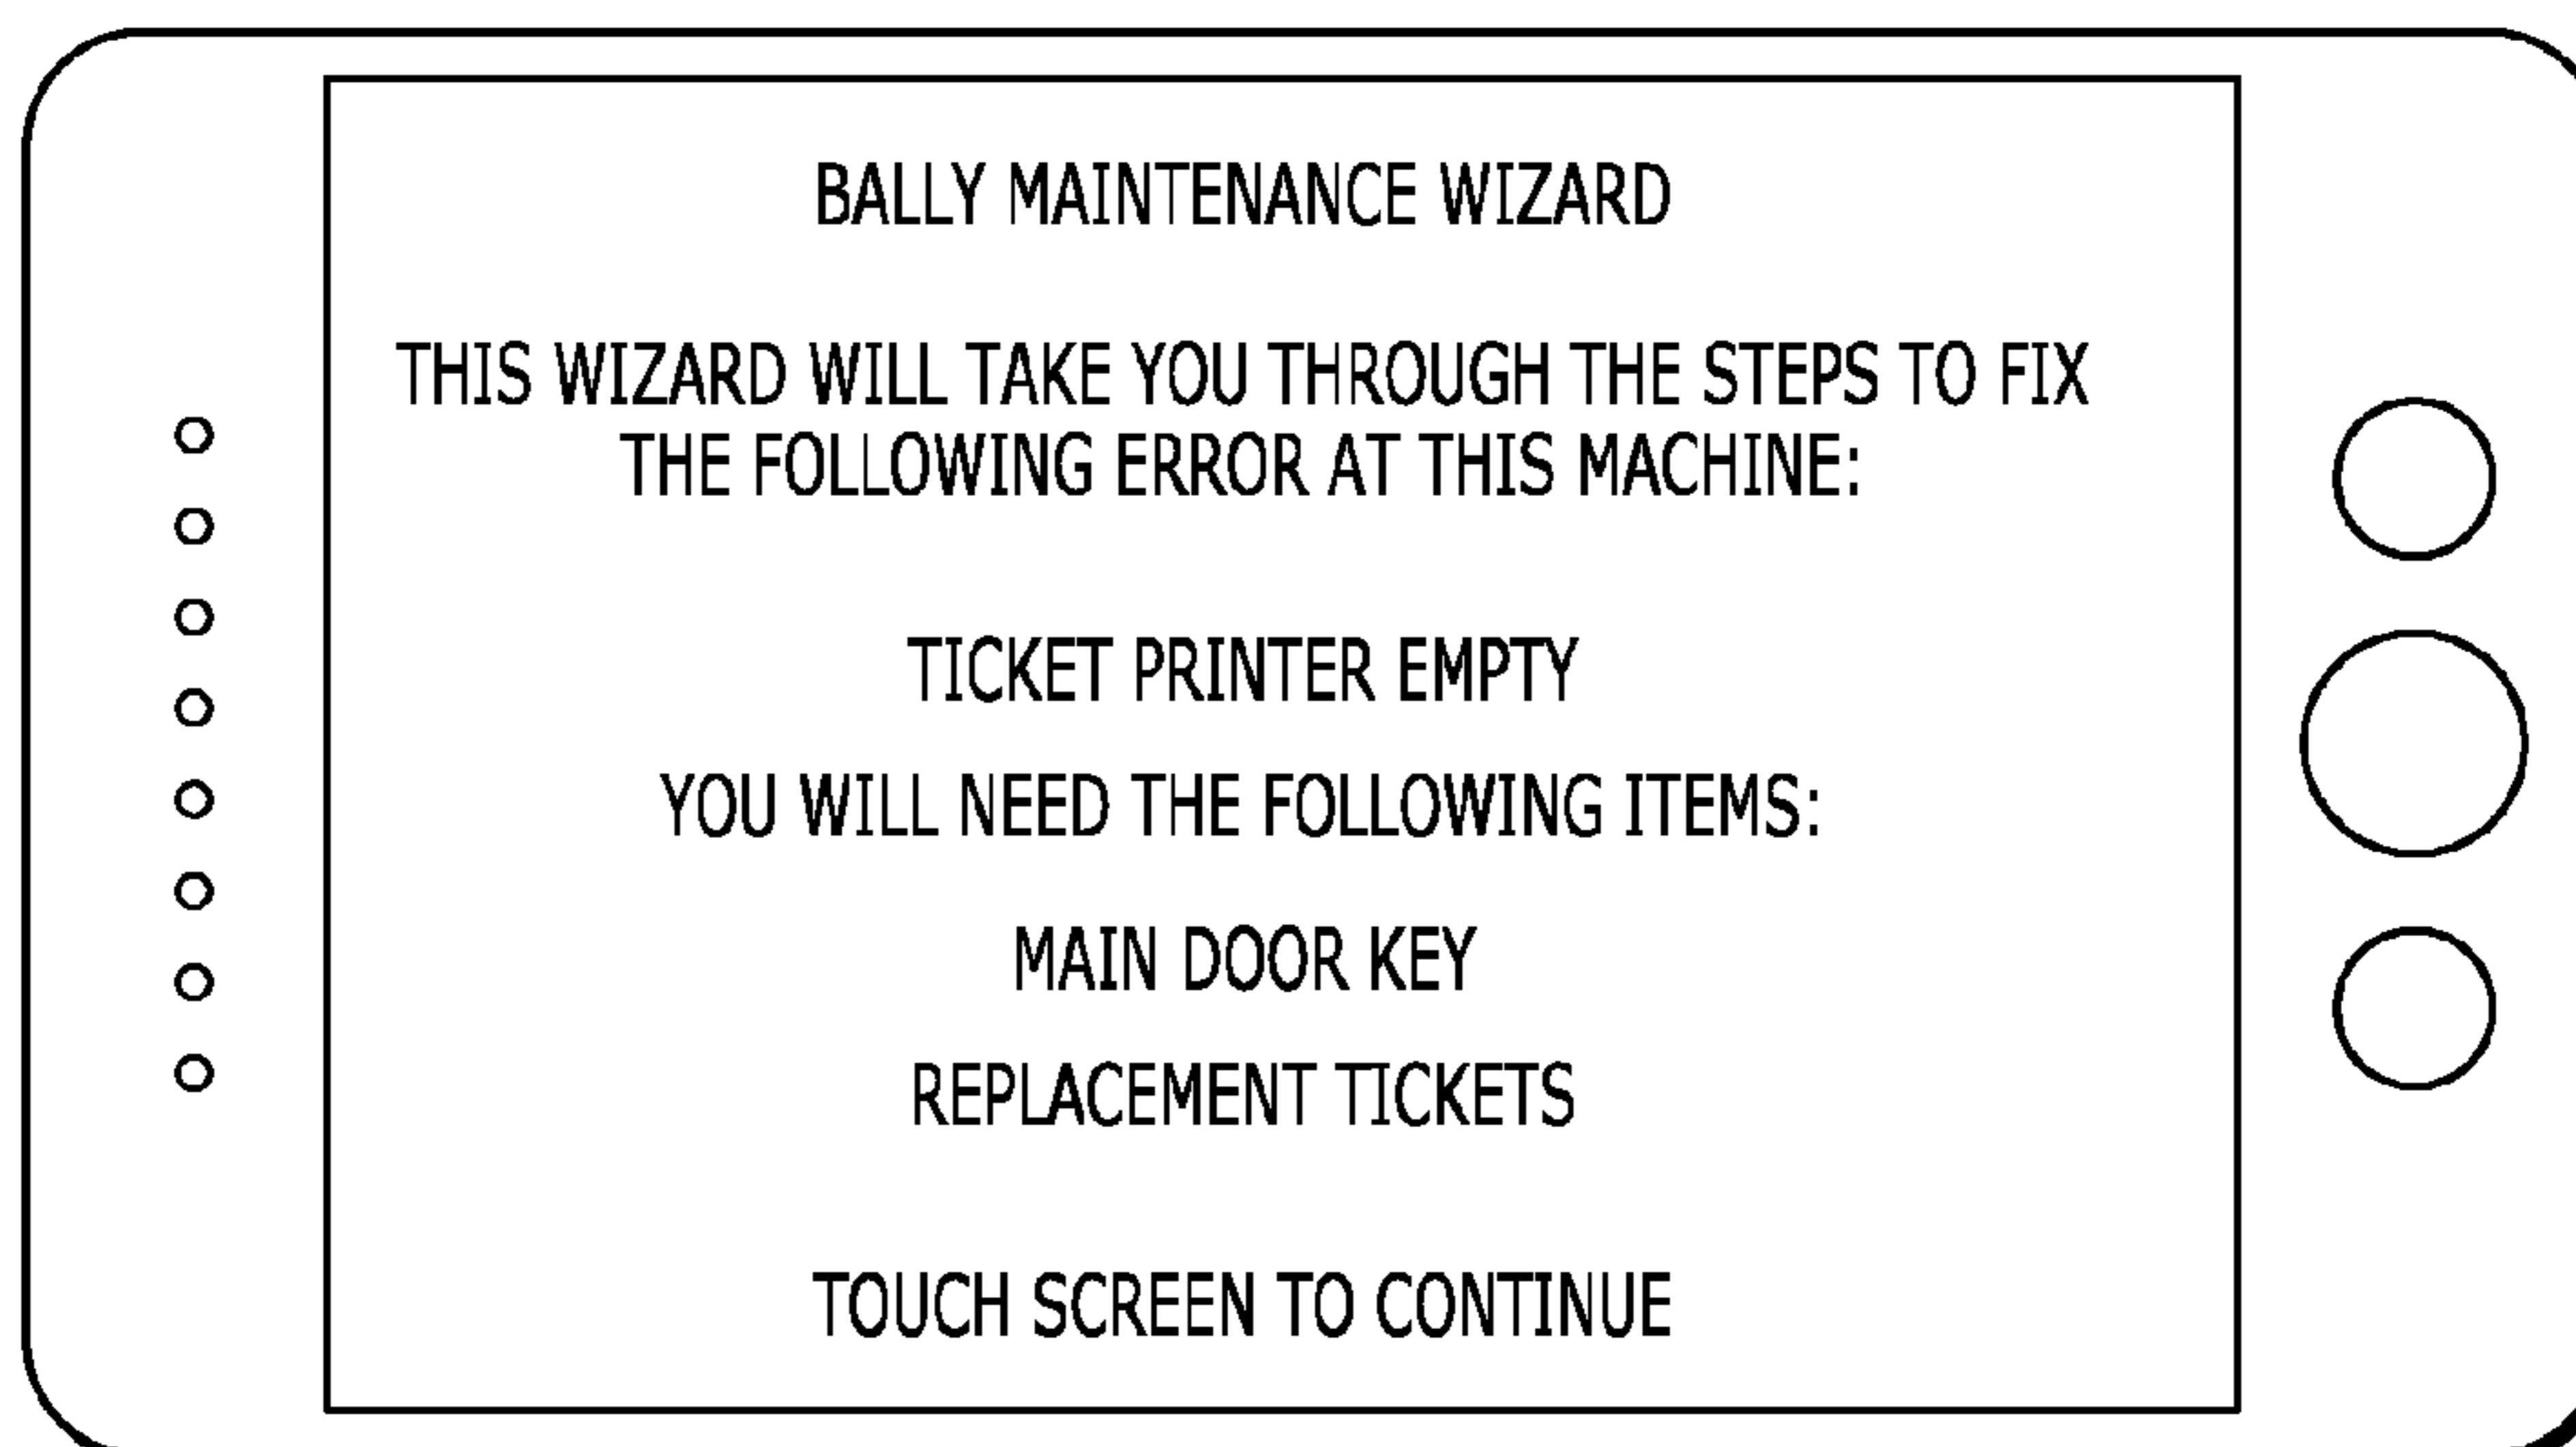 BALLY MAINTENANCE WIZARD
THIS WIZARD WILL TAKE YOU THROUGH THE STEPS TO FIX
THE FOLLOWING ERROR AT THIS MACHINE:
TICKET PRINTER EMPTY
YOU WILL NEED THE FOLLOWING ITEMS:
MAIN DOOR KEY
REPLACEMENT TICKETS
TOUCH SCREEN TO CONTINUE